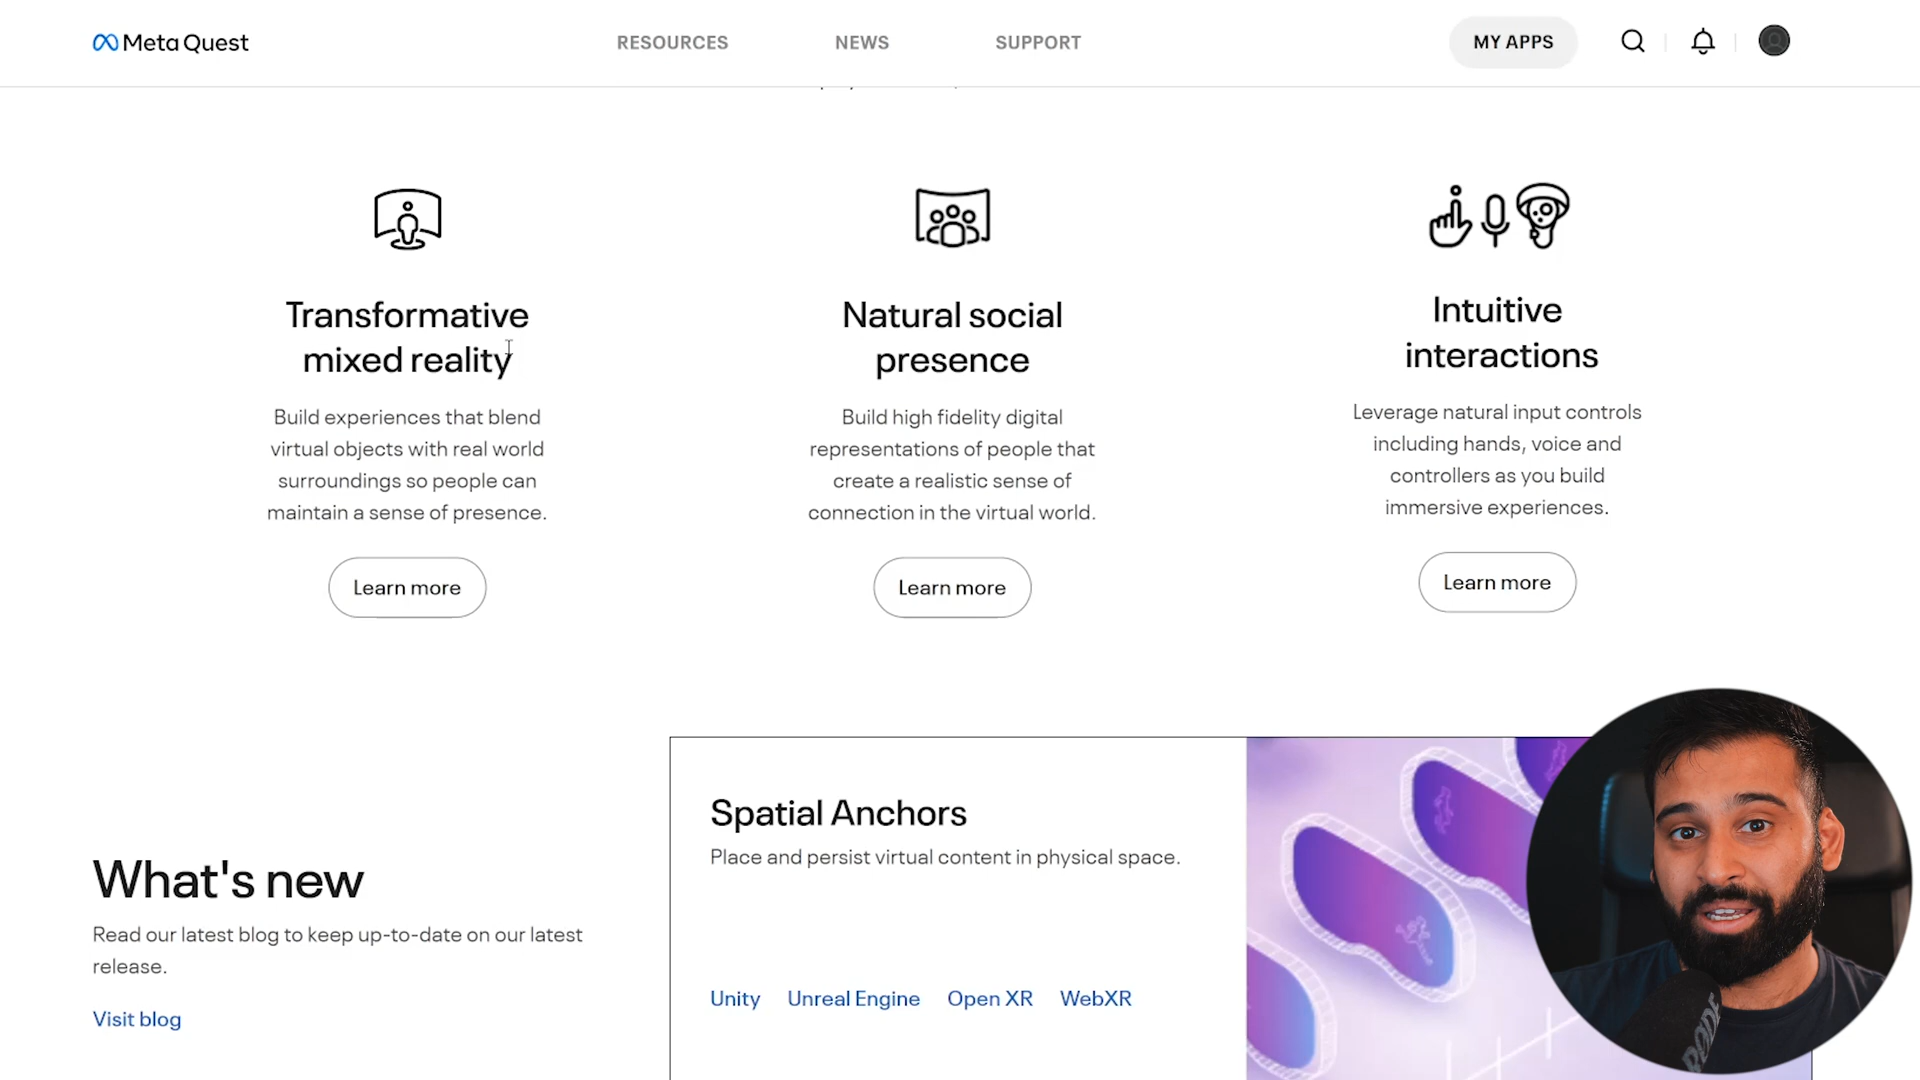 Meta Quest
RESOURCES
NEWS
SUPPORT
MY APPS
Transformative
mixed reality
Build experiences that blend
virtual objects with real world
surroundings so people can
maintain a sense of presence.
Learn more
Natural social
presence
Build high fidelity digital
representations of people that
create a realistic sense of
connection in the virtual world.
Learn more
Intuitive
interactions
Leverage natural input controls
including hands, voice and
controllers as you build
immersive experiences.
Learn more
What's new
Read our latest blog to keep up-to-date on our latest
release.
Visit blog
Spatial Anchors
Place and persist virtual content in physical space.
Unity
Unreal Engine
Open XR
WebXR
RODE